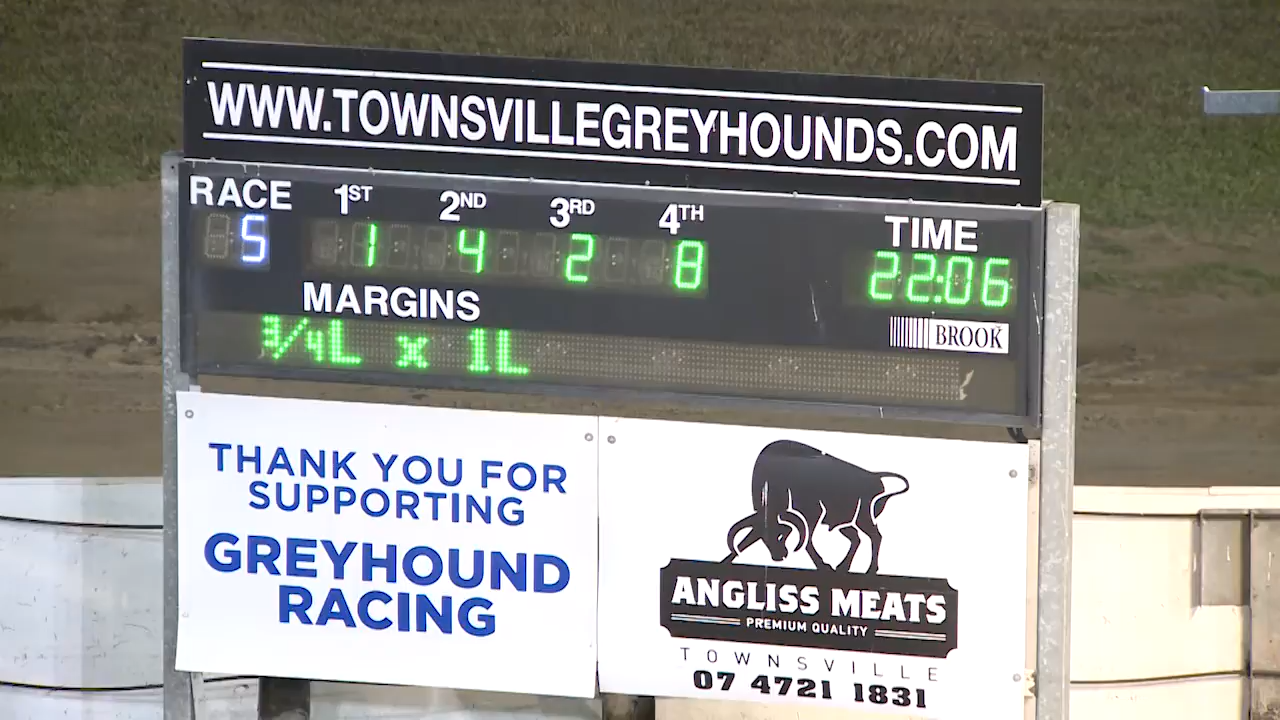 WWW.TOWNSVILLEGREYHOUNDS.COM
RACE 1ST 2ND 3RD 4TH TIME
5 1 4 2 8 22:06
MARGINS
BROOK
3/4L x 1L
THANK YOU FOR
SUPPORTING
GREYHOUND
RACING
ANGLISS MEATS
PREMIUM QUALITY
TOWNSVILLE
07 4721 1831